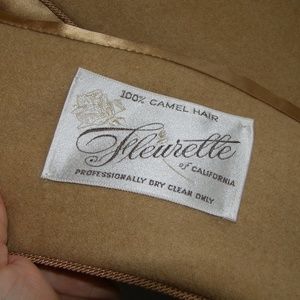 100% CAMEL HAIR
Fleurette
of CALIFORNIA
PROFESSIONALLY DRY CLEAN ONLY